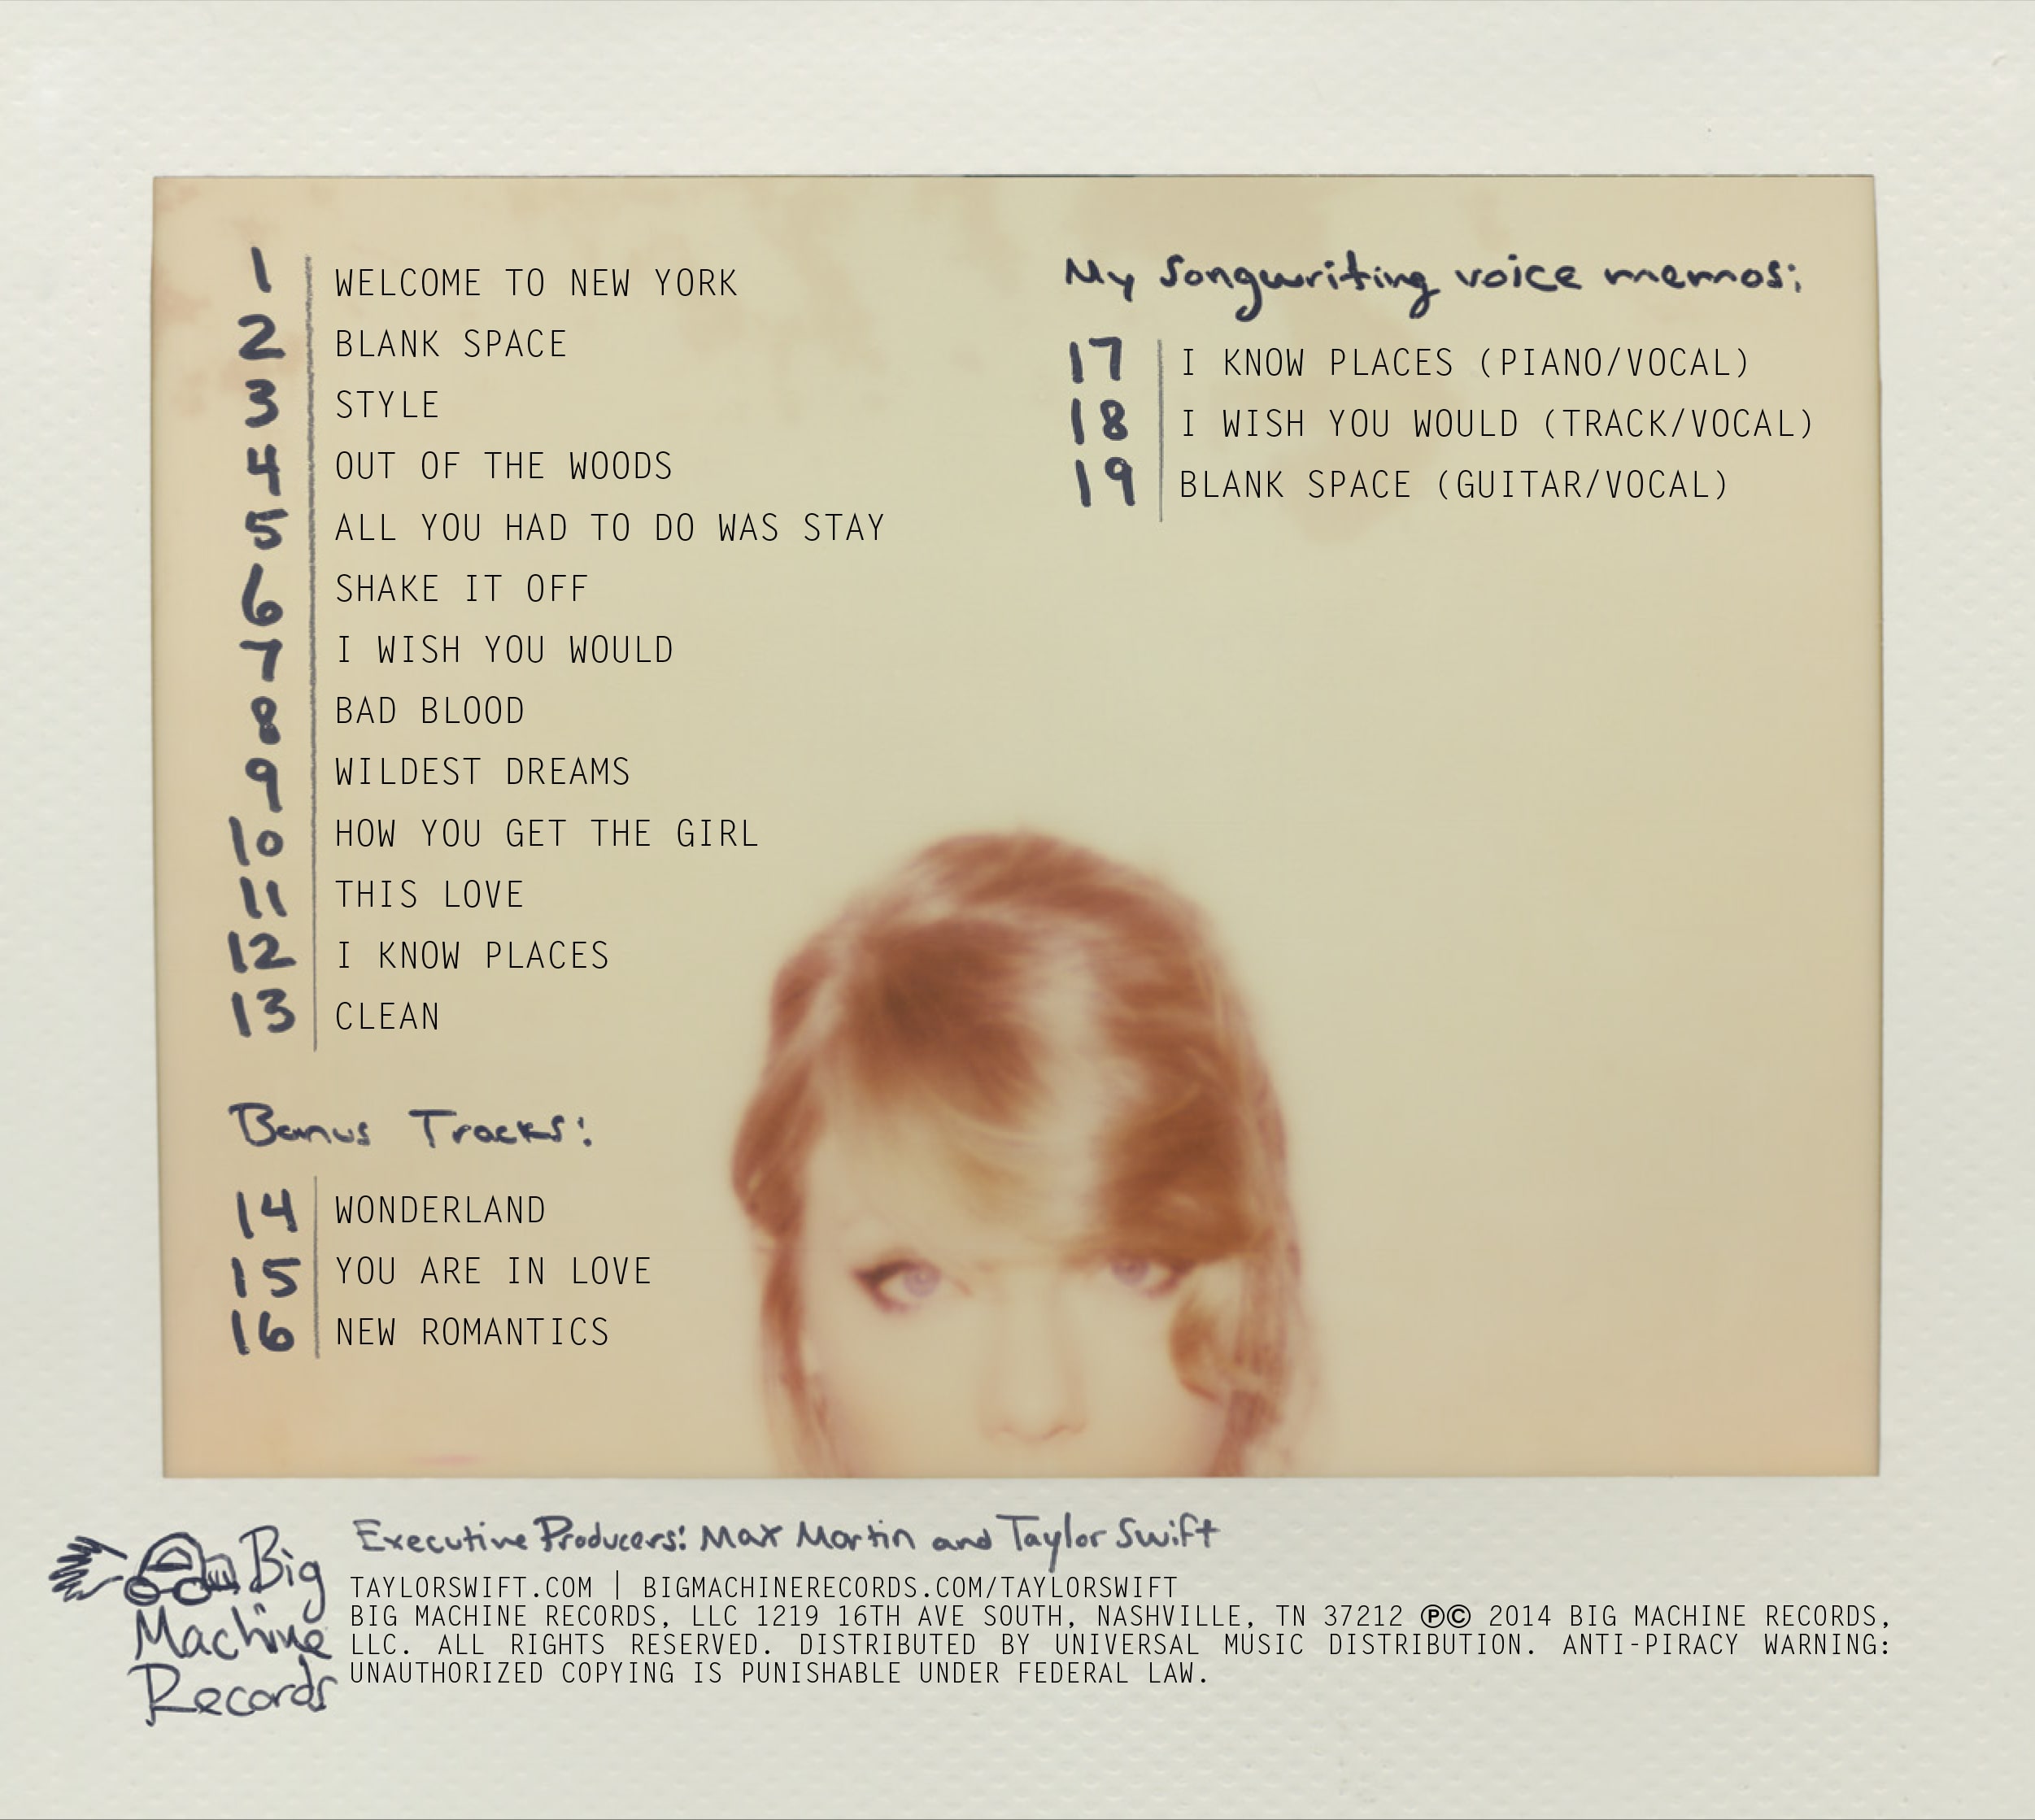 1 WELCOME TO NEW YORK
2 BLANK SPACE
3 STYLE
4 OUT OF THE WOODS
5 ALL YOU HAD TO DO WAS STAY
6 SHAKE IT OFF
7 I WISH YOU WOULD
8 BAD BLOOD
9 WILDEST DREAMS
10 HOW YOU GET THE GIRL
11 THIS LOVE
12 I KNOW PLACES
13 CLEAN
Bonus Tracks:
14 WONDERLAND
15 YOU ARE IN LOVE
16 NEW ROMANTICS
My songwriting voice memos:
17 I KNOW PLACES (PIANO/VOCAL)
18 I WISH YOU WOULD (TRACK/VOCAL)
19 BLANK SPACE (GUITAR/VOCAL)
Big
Machine
Records
Executive Producers: Max Martin and Taylor Swift
TAYLORSWIFT.COM | BIGMACHINERECORDS.COM/TAYLORSWIFT
BIG MACHINE RECORDS, LLC 1219 16TH AVE SOUTH, NASHVILLE, TN 37212 ℗© 2014 BIG MACHINE RECORDS,
LLC. ALL RIGHTS RESERVED. DISTRIBUTED BY UNIVERSAL MUSIC DISTRIBUTION. ANTI-PIRACY WARNING:
UNAUTHORIZED COPYING IS PUNISHABLE UNDER FEDERAL LAW.